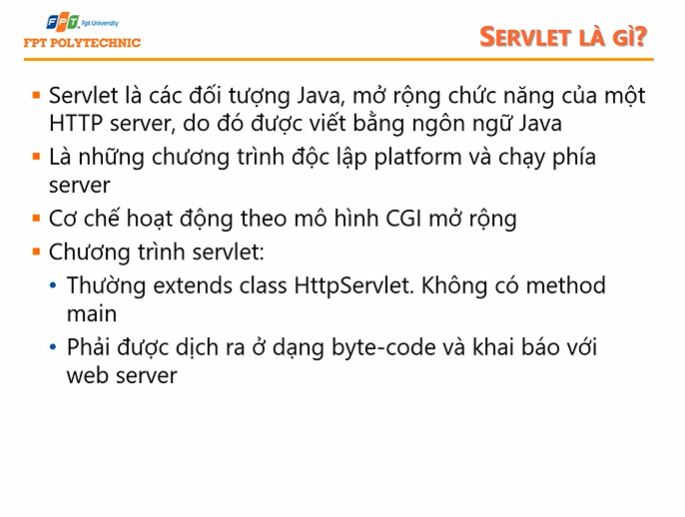 FPT. Fpt University
FPT POLYTECHNIC
SERVLET LÀ GÌ?
Servlet là các đối tượng Java, mở rộng chức năng của một
HTTP server, do đó được viết bằng ngôn ngữ Java
Là những chương trình độc lập platform và chạy phía
server
Cơ chế hoạt động theo mô hình CGI mở rộng
Chương trình servlet:
Thường extends class HttpServlet. Không có method
main
Phải được dịch ra ở dạng byte-code và khai báo với
web server